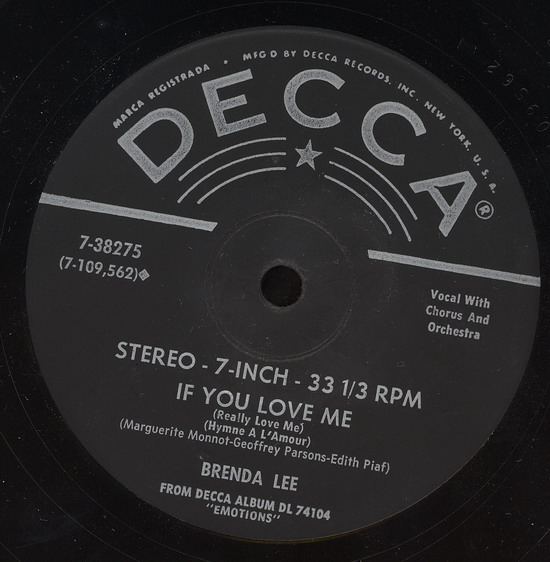 MARCA REGISTRADA • MFG'D BY DECCA RECORDS, INC., NEW YORK, U.S.A.
DECCA®
7-38275
(7-109,562)
Vocal With
Chorus And
Orchestra
STEREO - 7-INCH - 33 1/3 RPM
IF YOU LOVE ME
(Really Love Me)
(Hymne A L'Amour)
(Marguerite Monnot-Geoffrey Parsons-Edith Piaf)
BRENDA LEE
FROM DECCA ALBUM DL 74104
"EMOTIONS"